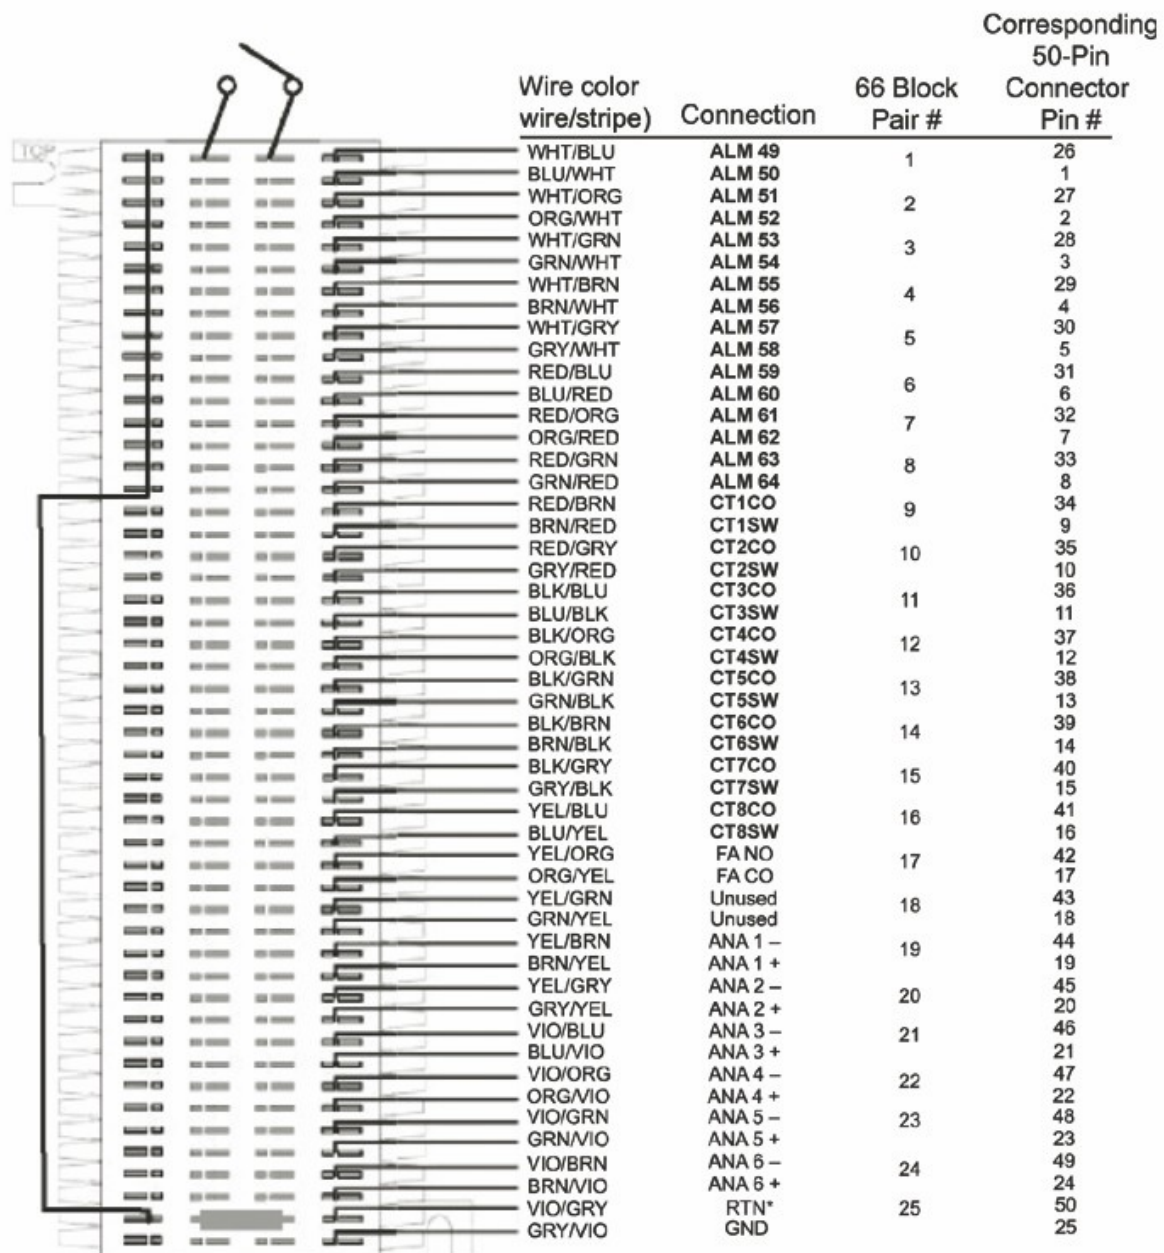 Corresponding
50-Pin
Wire color 66 Block Connector
wire/stripe) Connection Pair # Pin #
TOP
WHT/BLU ALM 49 1 26
BLU/WHT ALM 50 1
WHT/ORG ALM 51 2 27
ORG/WHT ALM 52 2
WHT/GRN ALM 53 3 28
GRN/WHT ALM 54 3
WHT/BRN ALM 55 4 29
BRN/WHT ALM 56 4
WHT/GRY ALM 57 5 30
GRY/WHT ALM 58 5
RED/BLU ALM 59 6 31
BLU/RED ALM 60 6
RED/ORG ALM 61 7 32
ORG/RED ALM 62 7
RED/GRN ALM 63 8 33
GRN/RED ALM 64 8
RED/BRN CT1CO 9 34
BRN/RED CT1SW 9
RED/GRY CT2CO 10 35
GRY/RED CT2SW 10
BLK/BLU CT3CO 11 36
BLU/BLK CT3SW 11
BLK/ORG CT4CO 12 37
ORG/BLK CT4SW 12
BLK/GRN CT5CO 13 38
GRN/BLK CT5SW 13
BLK/BRN CT6CO 14 39
BRN/BLK CT6SW 14
BLK/GRY CT7CO 15 40
GRY/BLK CT7SW 15
YEL/BLU CT8CO 16 41
BLU/YEL CT8SW 16
YEL/ORG FA NO 17 42
ORG/YEL FA CO 17
YEL/GRN Unused 18 43
GRN/YEL Unused 18
YEL/BRN ANA 1 – 19 44
BRN/YEL ANA 1 + 19
YEL/GRY ANA 2 – 20 45
GRY/YEL ANA 2 + 20
VIO/BLU ANA 3 – 21 46
BLU/VIO ANA 3 + 21
VIO/ORG ANA 4 – 22 47
ORG/VIO ANA 4 + 22
VIO/GRN ANA 5 – 23 48
GRN/VIO ANA 5 + 23
VIO/BRN ANA 6 – 24 49
BRN/VIO ANA 6 + 24
VIO/GRY RTN* 25 50
GRY/VIO GND 25